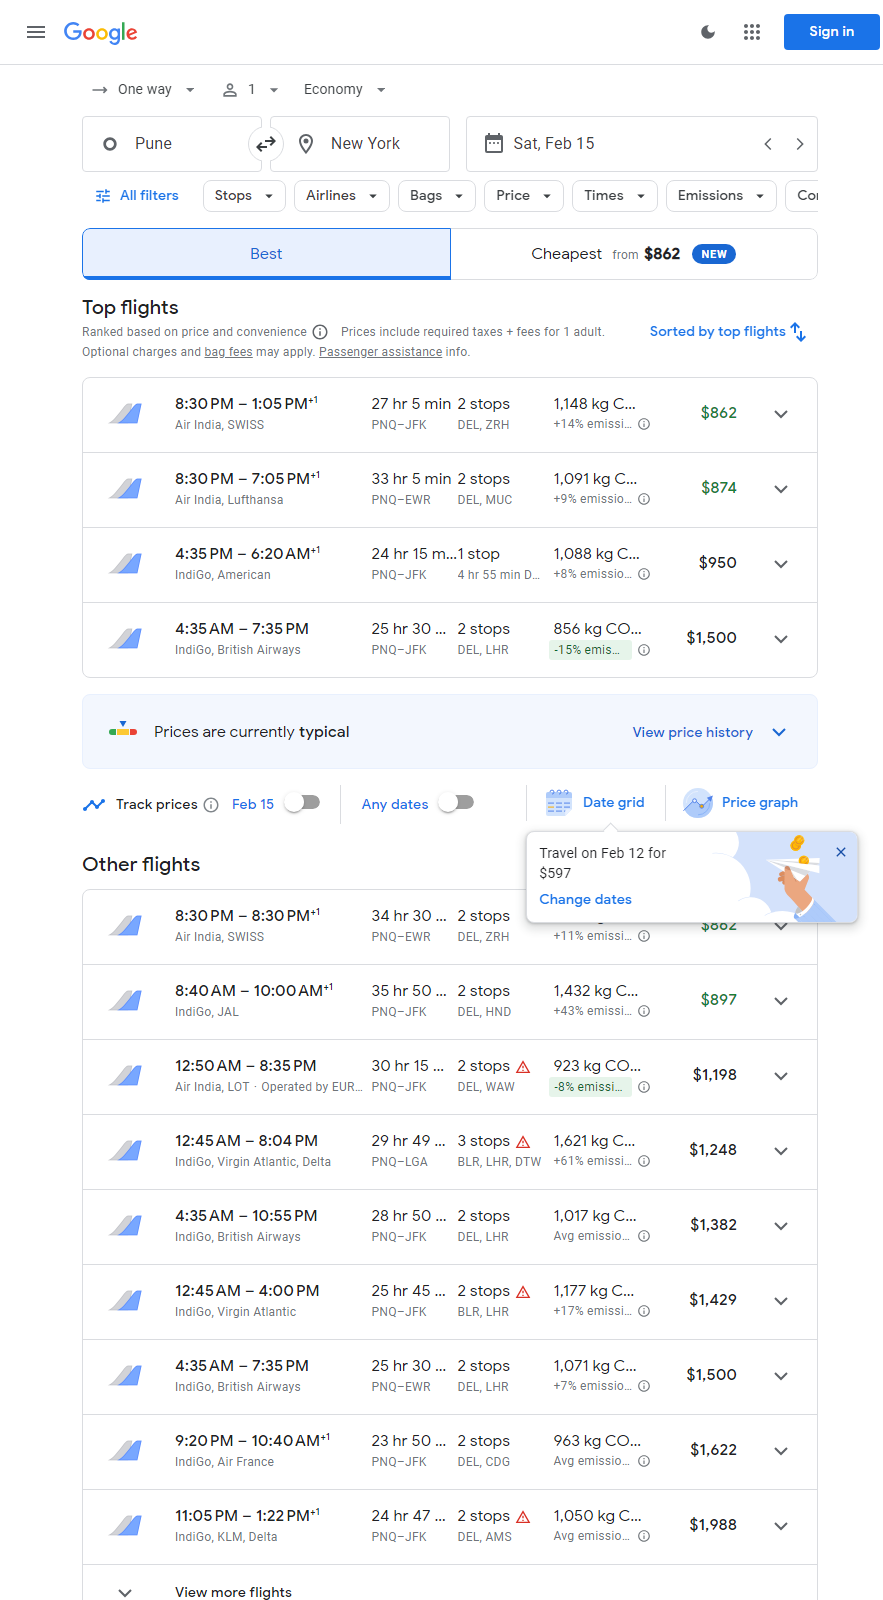 Google
Sign in
One way 1 Economy
Pune New York Sat, Feb 15
All filters Stops Airlines Bags Price Times Emissions
Best Cheapest from $862 NEW
Top flights
Ranked based on price and convenience Prices include required taxes + fees for 1 adult.
Optional charges and bag fees may apply. Passenger assistance info.
Sorted by top flights
8:30 PM – 1:05 PM+1 27 hr 5 min 2 stops 1,148 kg C... $862
Air India, SWISS PNQ–JFK DEL, ZRH +14% emissi...
8:30 PM – 7:05 PM+1 33 hr 5 min 2 stops 1,091 kg C... $874
Air India, Lufthansa PNQ–EWR DEL, MUC +9% emissio...
4:35 PM – 6:20 AM+1 24 hr 15 m... 1 stop 1,088 kg C... $950
IndiGo, American PNQ–JFK 4 hr 55 min D... +8% emissio...
4:35 AM – 7:35 PM 25 hr 30 ... 2 stops 856 kg CO... $1,500
IndiGo, British Airways PNQ–JFK DEL, LHR -15% emis...
Prices are currently typical View price history
Track prices Feb 15 Any dates Date grid Price graph
Travel on Feb 12 for
$597
Change dates
Other flights
8:30 PM – 8:30 PM+1 34 hr 30 ... 2 stops $862
Air India, SWISS PNQ–EWR DEL, ZRH +11% emissi...
8:40 AM – 10:00 AM+1 35 hr 50 ... 2 stops 1,432 kg C... $897
IndiGo, JAL PNQ–JFK DEL, HND +43% emissi...
12:50 AM – 8:35 PM 30 hr 15 ... 2 stops 923 kg CO... $1,198
Air India, LOT · Operated by EUR... PNQ–JFK DEL, WAW -8% emissi...
12:45 AM – 8:04 PM 29 hr 49 ... 3 stops 1,621 kg C... $1,248
IndiGo, Virgin Atlantic, Delta PNQ–LGA BLR, LHR, DTW +61% emissi...
4:35 AM – 10:55 PM 28 hr 50 ... 2 stops 1,017 kg C... $1,382
IndiGo, British Airways PNQ–JFK DEL, LHR Avg emissio...
12:45 AM – 4:00 PM 25 hr 45 ... 2 stops 1,177 kg C... $1,429
IndiGo, Virgin Atlantic PNQ–JFK BLR, LHR +17% emissi...
4:35 AM – 7:35 PM 25 hr 30 ... 2 stops 1,071 kg C... $1,500
IndiGo, British Airways PNQ–EWR DEL, LHR +7% emissio...
9:20 PM – 10:40 AM+1 23 hr 50 ... 2 stops 963 kg CO... $1,622
IndiGo, Air France PNQ–JFK DEL, CDG Avg emissio...
11:05 PM – 1:22 PM+1 24 hr 47 ... 2 stops 1,050 kg C... $1,988
IndiGo, KLM, Delta PNQ–JFK DEL, AMS Avg emissio...
View more flights